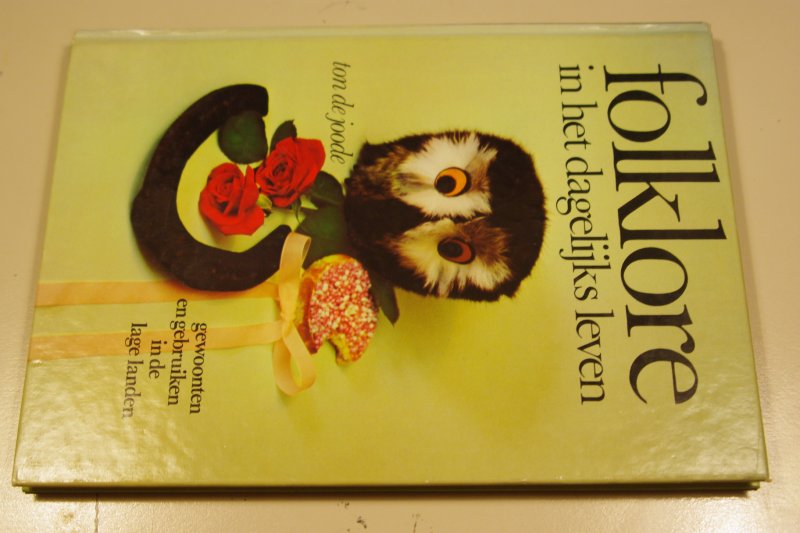 folklore
in het dagelijks leven
ton de joode
gewoonten
en gebruiken
in de
lage landen